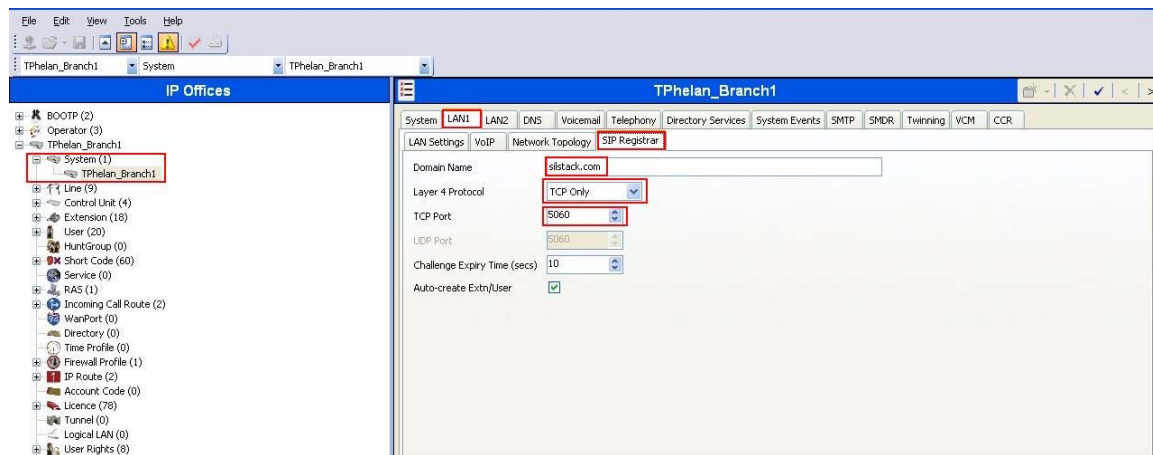 File Edit View Tools Help
TPhelan_Branch1 System TPhelan_Branch1
IP Offices
BOOTP (2)
Operator (3)
TPhelan_Branch1
System (1)
TPhelan_Branch1
Line (9)
Control Unit (4)
Extension (18)
User (20)
HuntGroup (0)
Short Code (60)
Service (0)
RAS (1)
Incoming Call Route (2)
WanPort (0)
Directory (0)
Time Profile (0)
Firewall Profile (1)
IP Route (2)
Account Code (0)
Licence (78)
Tunnel (0)
Logical LAN (0)
User Rights (8)
TPhelan_Branch1
System LAN1 LAN2 DNS Voicemail Telephony Directory Services System Events SMTP SMDR Twinning VCM CCR
LAN Settings VoIP Network Topology SIP Registrar
Domain Name silstack.com
Layer 4 Protocol TCP Only
TCP Port 5060
UDP Port 5060
Challenge Expiry Time (secs) 10
Auto-create Extn/User